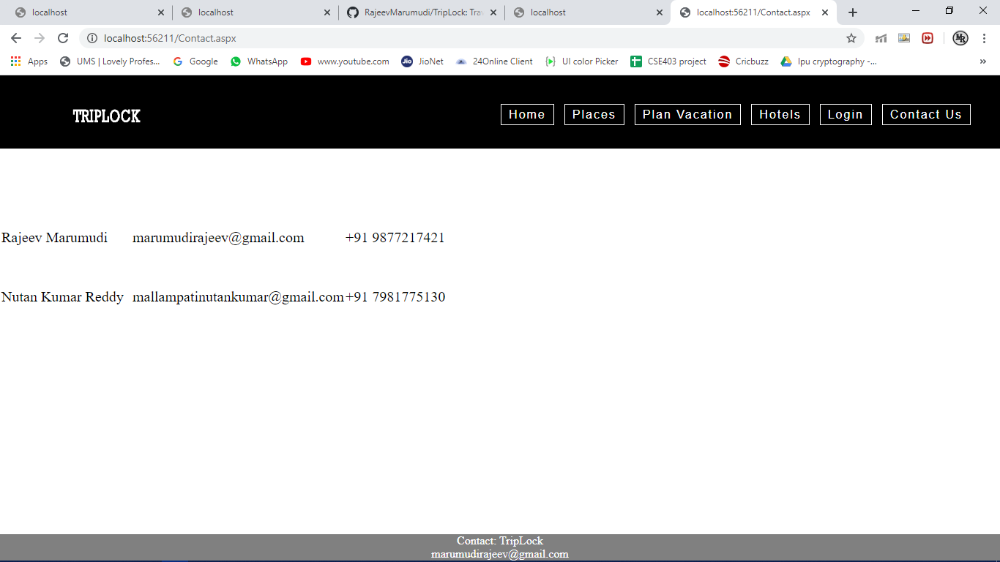 localhost localhost RajeevMarumudi/TripLock: Trav localhost localhost:56211/Contact.aspx
localhost:56211/Contact.aspx
Apps UMS | Lovely Profes... Google WhatsApp www.youtube.com Jio JioNet 24Online Client UI color Picker CSE403 project Cricbuzz lpu cryptography -... »
TRIPLOCK Home Places Plan Vacation Hotels Login Contact Us
Rajeev Marumudi marumudirajeev@gmail.com +91 9877217421
Nutan Kumar Reddy mallampatinutankumar@gmail.com +91 7981775130
Contact: TripLock
marumudirajeev@gmail.com